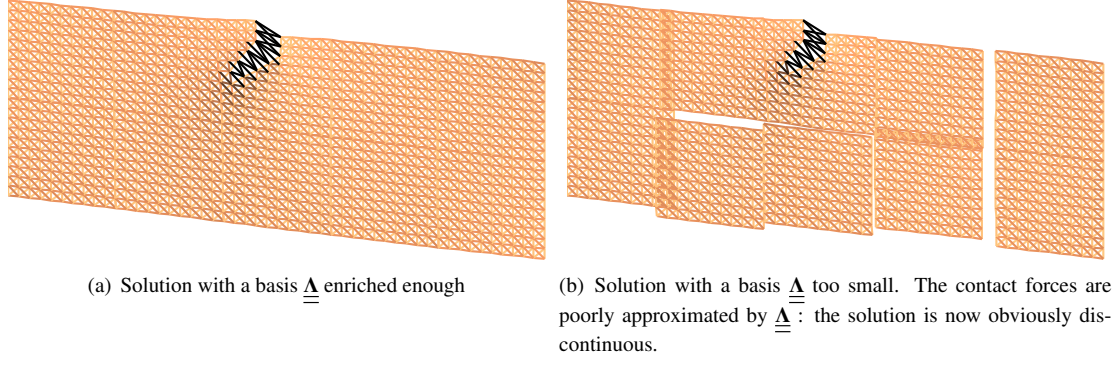 (a) Solution with a basis Λ enriched enough
(b) Solution with a basis Λ too small. The contact forces are
poorly approximated by Λ : the solution is now obviously dis-
continuous.